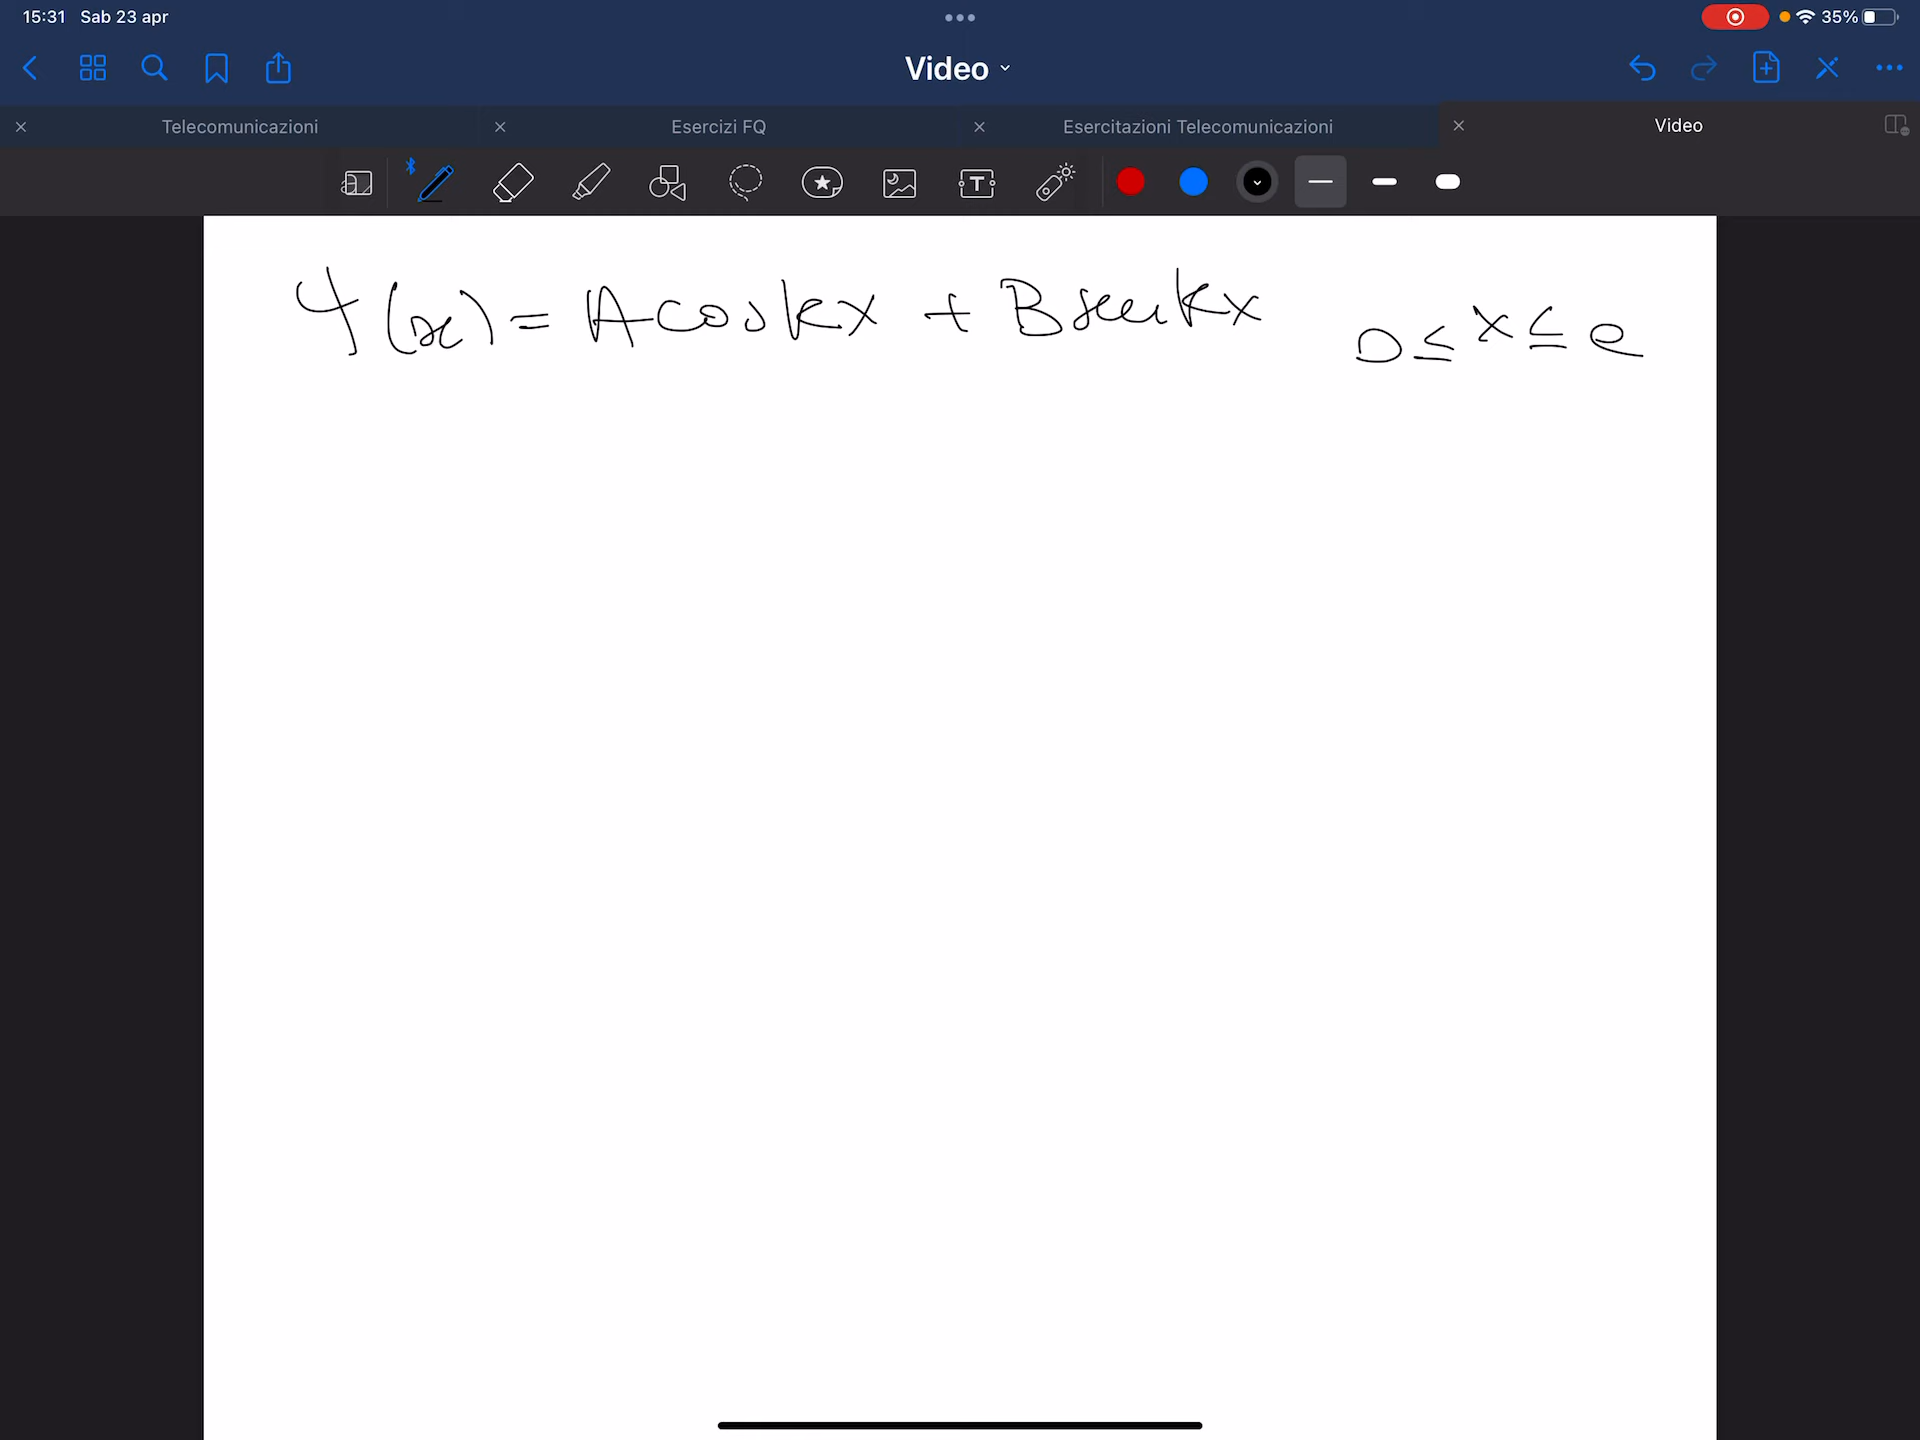 15:31 Sab 23 apr 35%
Video
Telecomunicazioni Esercizi FQ Esercitazioni Telecomunicazioni Video
T
Ψ(x) = A cos kx + B sen kx 0 ≤ x ≤ a